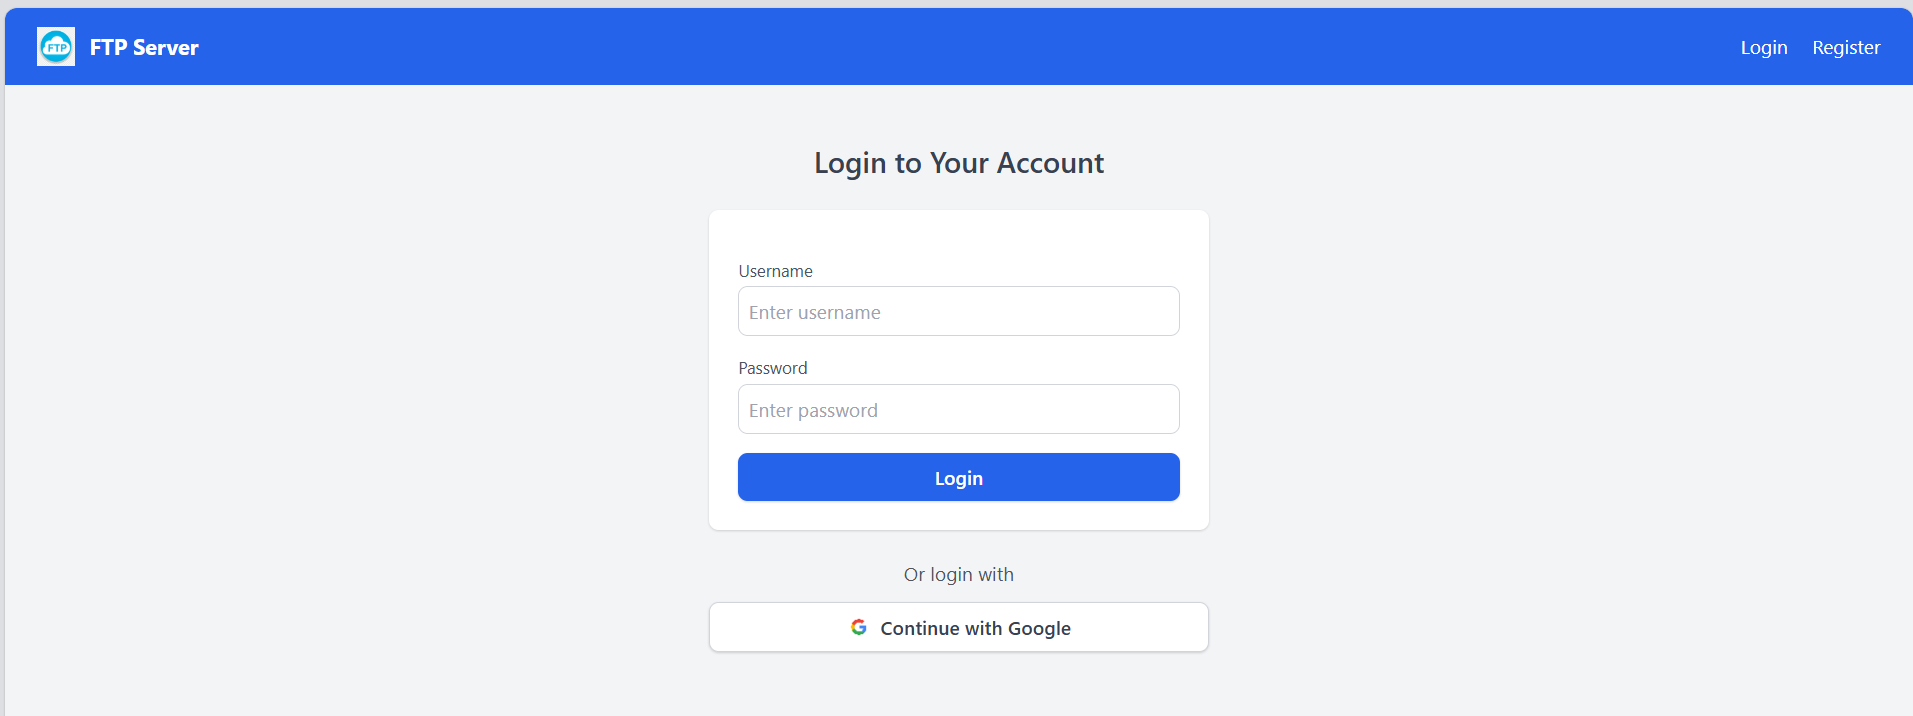 FTP
FTP Server
Login
Register
Login to Your Account
Username
Enter username
Password
Enter password
Login
Or login with
Continue with Google